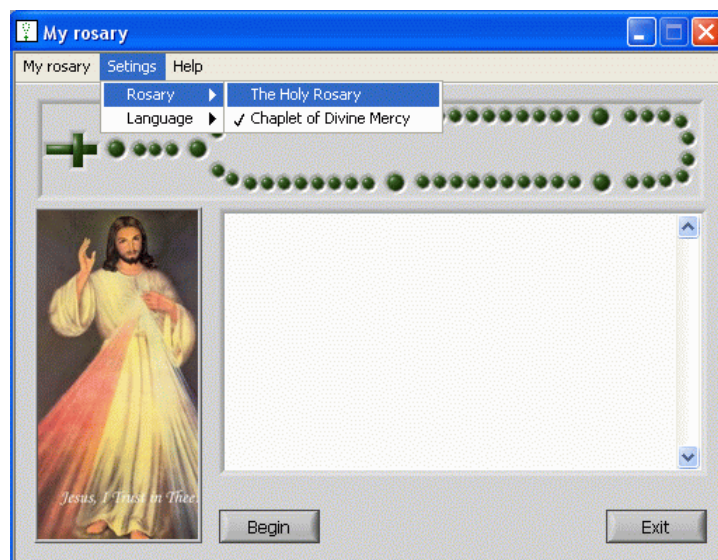 My rosary
My rosary Setings Help
Rosary The Holy Rosary
Language ✓ Chaplet of Divine Mercy
Jesus, I Trust in Thee.
Begin Exit